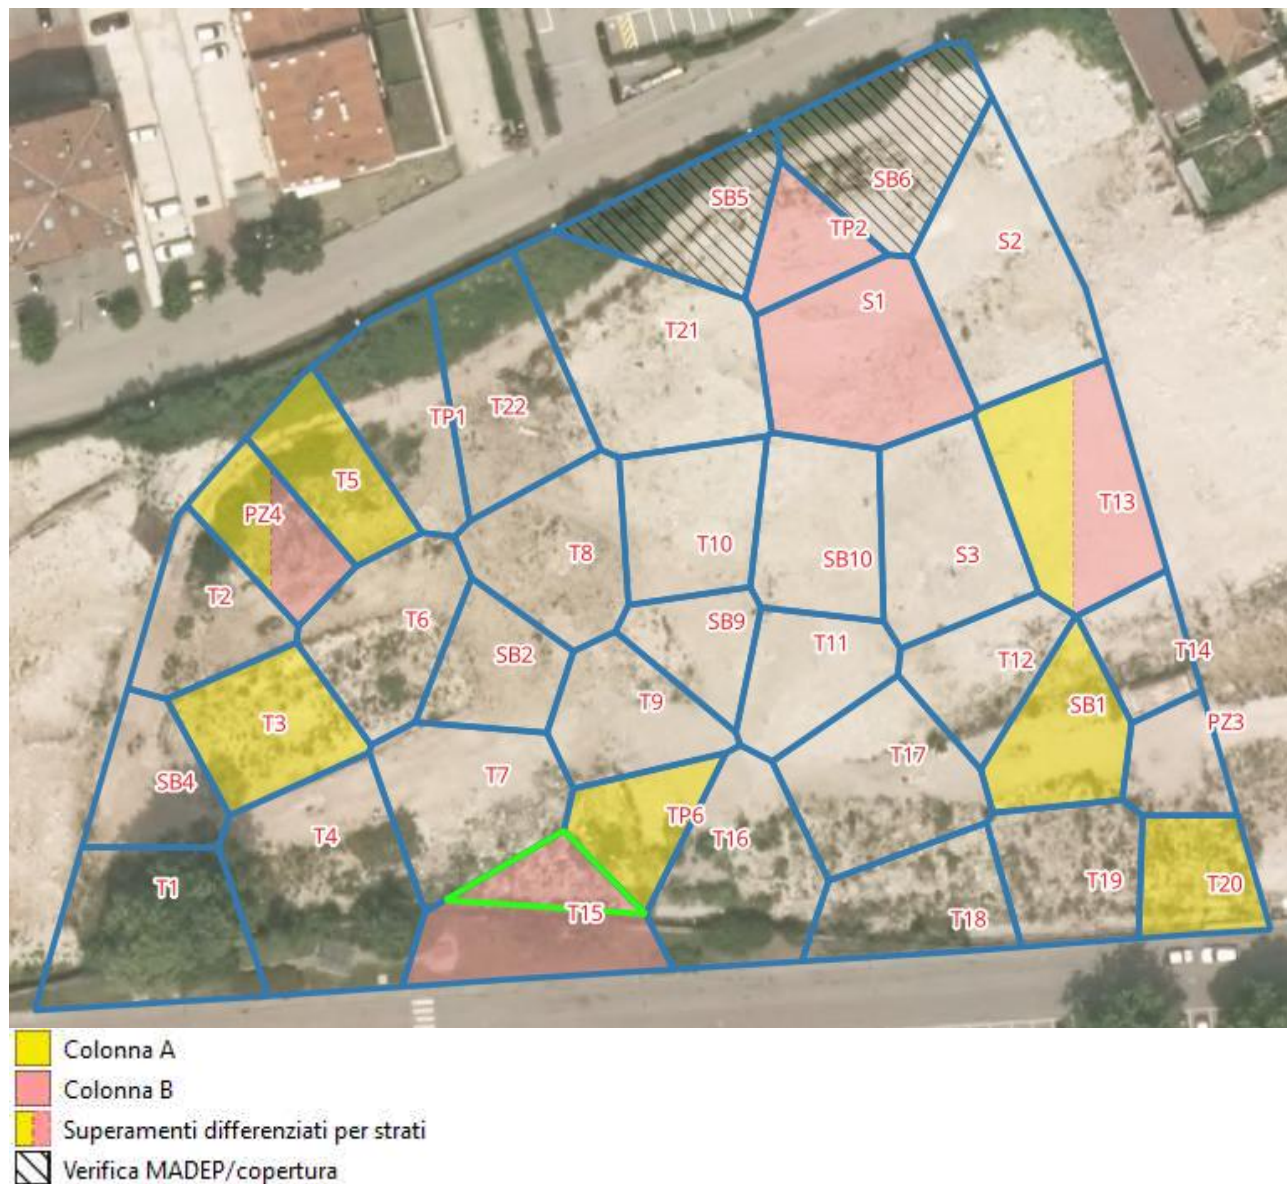 SB6
SB5
TP2
S2
S1
T21
TP1
T22
T5
T13
PZ4
T10
T8
SB10
S3
T2
T6
SB9
T11
SB2
T14
T12
T9
SB1
T3
PZ3
T17
T7
SB4
TP6
T16
T4
T1
T19
T20
T15
T18
Colonna A
Colonna B
Superamenti differenziati per strati
Verifica MADEP/copertura